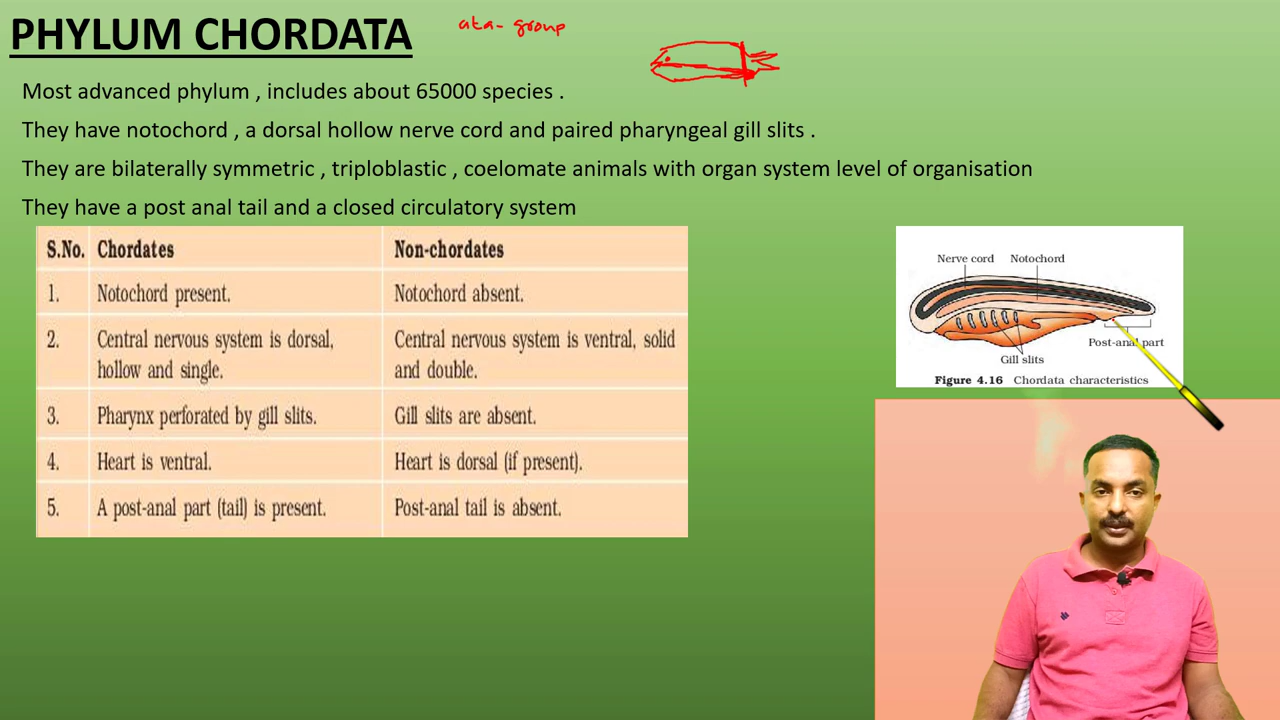 PHYLUM CHORDATA
ata- group
Most advanced phylum , includes about 65000 species .
They have notochord , a dorsal hollow nerve cord and paired pharyngeal gill slits .
They are bilaterally symmetric , triploblastic , coelomate animals with organ system level of organisation
They have a post anal tail and a closed circulatory system
S.No. Chordates Non-chordates
1. Notochord present. Notochord absent.
2. Central nervous system is dorsal, Central nervous system is ventral, solid
hollow and single. and double.
3. Pharynx perforated by gill slits. Gill slits are absent.
4. Heart is ventral. Heart is dorsal (if present).
5. A post-anal part (tail) is present. Post-anal tail is absent.
Nerve cord Notochord
Post-anal part
Gill slits
Figure 4.16 Chordata characteristics